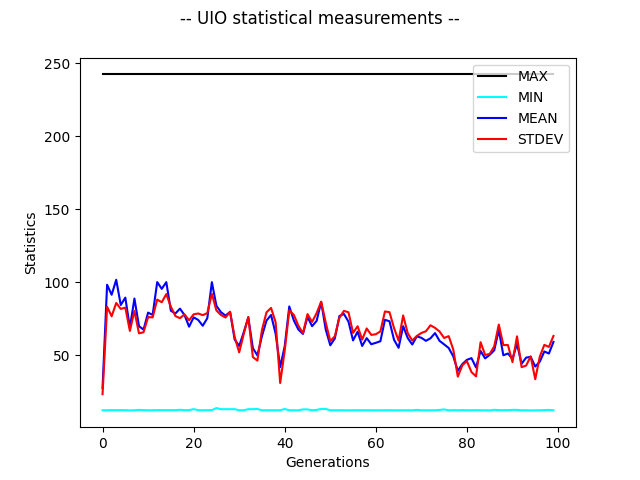 -- UIO statistical measurements --
250
200
150
100
50
Statistics
MAX
MIN
MEAN
STDEV
0
20
40
60
80
100
Generations